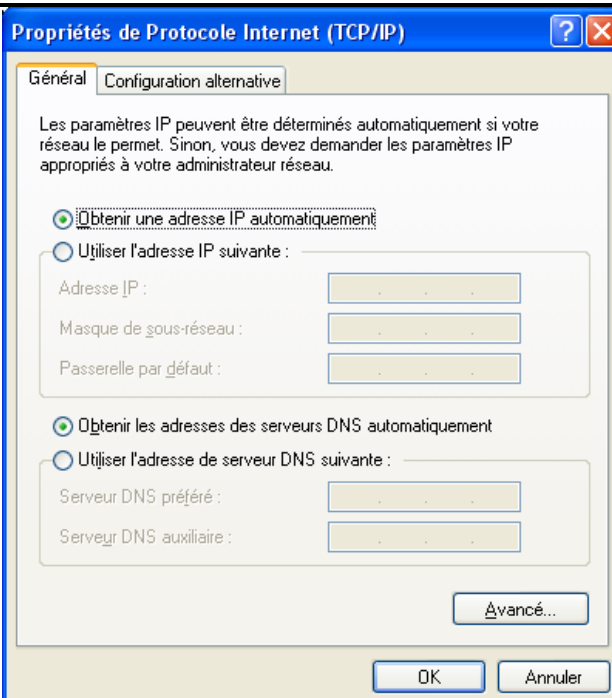 Propriétés de Protocole Internet (TCP/IP)
Général Configuration alternative
Les paramètres IP peuvent être déterminés automatiquement si votre
réseau le permet. Sinon, vous devez demander les paramètres IP
appropriés à votre administrateur réseau.
Obtenir une adresse IP automatiquement
Utiliser l'adresse IP suivante :
Adresse IP :
Masque de sous-réseau :
Passerelle par défaut :
Obtenir les adresses des serveurs DNS automatiquement
Utiliser l'adresse de serveur DNS suivante :
Serveur DNS préféré :
Serveur DNS auxiliaire :
Avancé...
OK Annuler